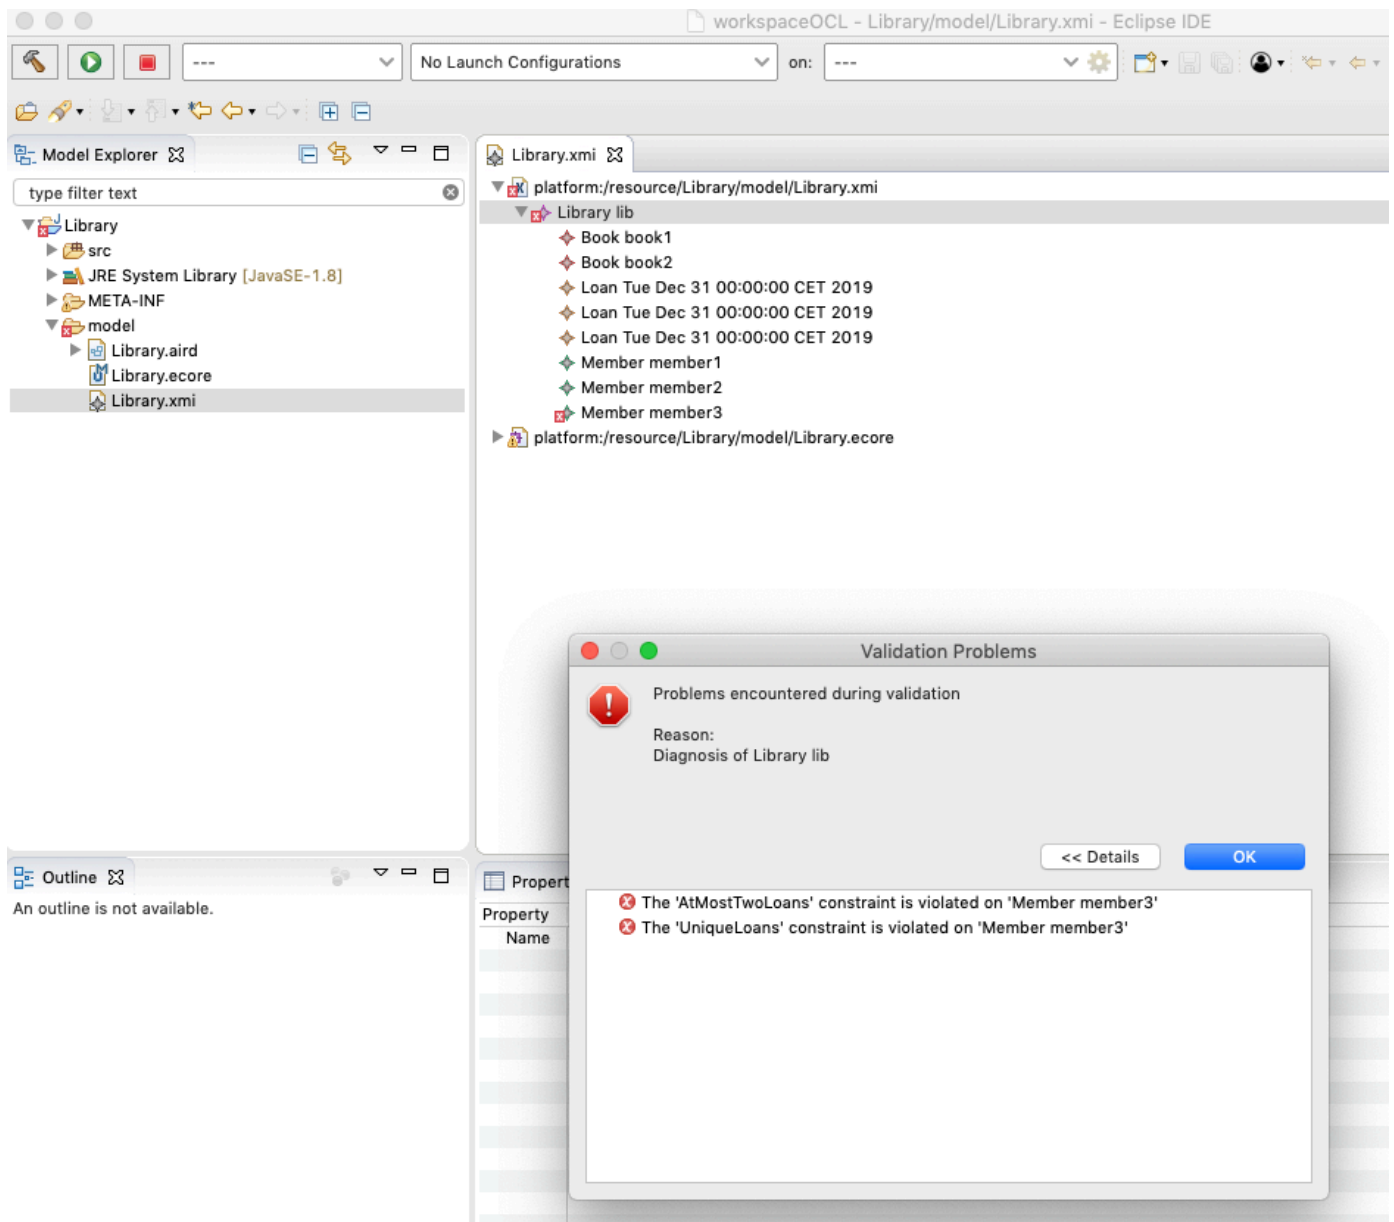 workspaceOCL - Library/model/Library.xmi - Eclipse IDE
---
No Launch Configurations
on:
---
Model Explorer
type filter text
Library
src
JRE System Library [JavaSE-1.8]
META-INF
model
Library.aird
Library.ecore
Library.xmi
Library.xmi
platform:/resource/Library/model/Library.xmi
Library lib
Book book1
Book book2
Loan Tue Dec 31 00:00:00 CET 2019
Loan Tue Dec 31 00:00:00 CET 2019
Loan Tue Dec 31 00:00:00 CET 2019
Member member1
Member member2
Member member3
platform:/resource/Library/model/Library.ecore
Outline
An outline is not available.
Propert
Property
Name
Validation Problems
Problems encountered during validation
Reason:
Diagnosis of Library lib
<< Details
OK
The 'AtMostTwoLoans' constraint is violated on 'Member member3'
The 'UniqueLoans' constraint is violated on 'Member member3'